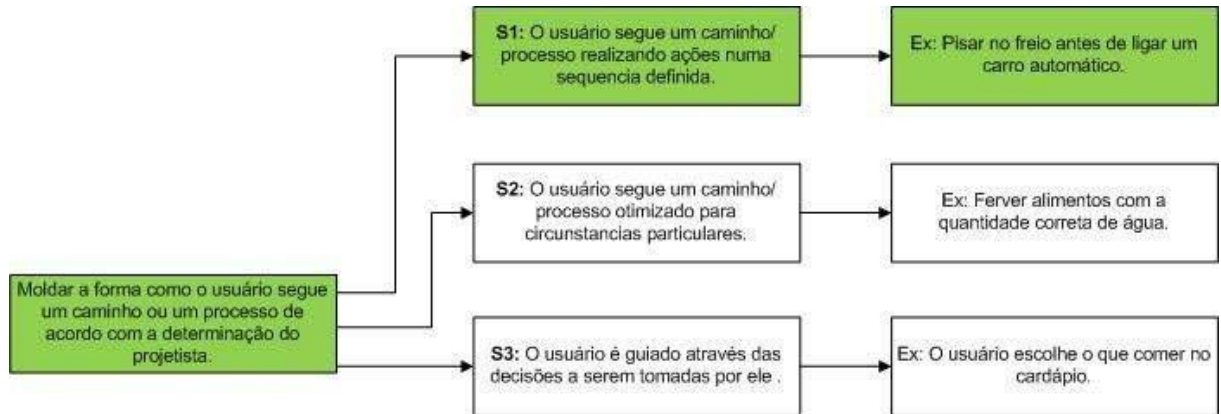 S1: O usuário segue um caminho/
processo realizando ações numa
sequencia definida.
Ex: Pisar no freio antes de ligar um
carro automático.
S2: O usuário segue um caminho/
processo otimizado para
circunstancias particulares.
Ex: Ferver alimentos com a
quantidade correta de água.
Moldar a forma como o usuário segue
um caminho ou um processo de
acordo com a determinação do
projetista.
S3: O usuário é guiado através das
decisões a serem tomadas por ele .
Ex: O usuário escolhe o que comer no
cardápio.